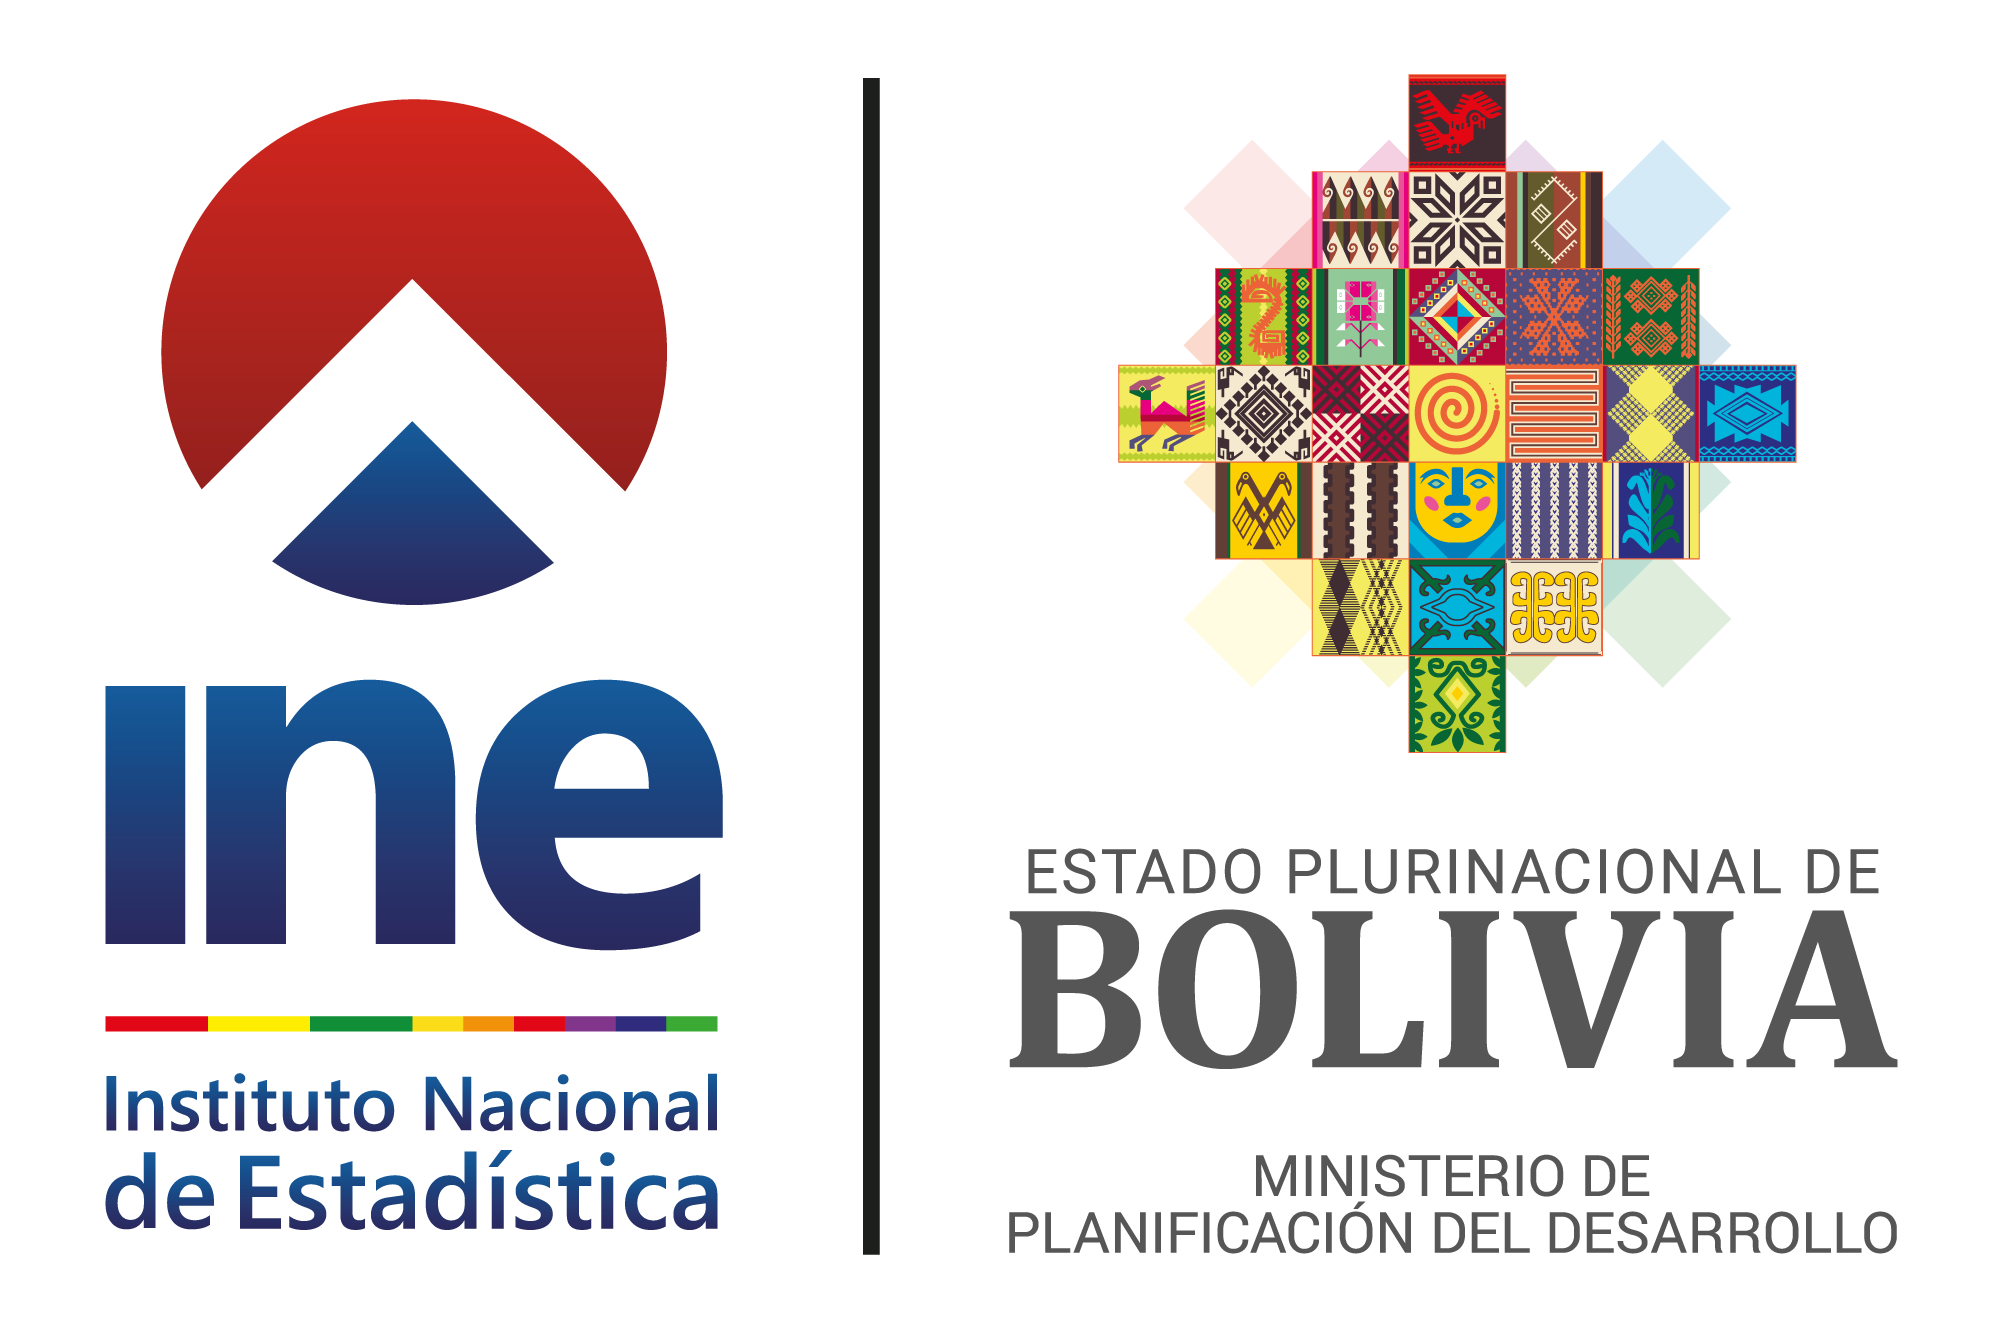 ine
Instituto Nacional
de Estadística
ESTADO PLURINACIONAL DE
BOLIVIA
MINISTERIO DE
PLANIFICACIÓN DEL DESARROLLO